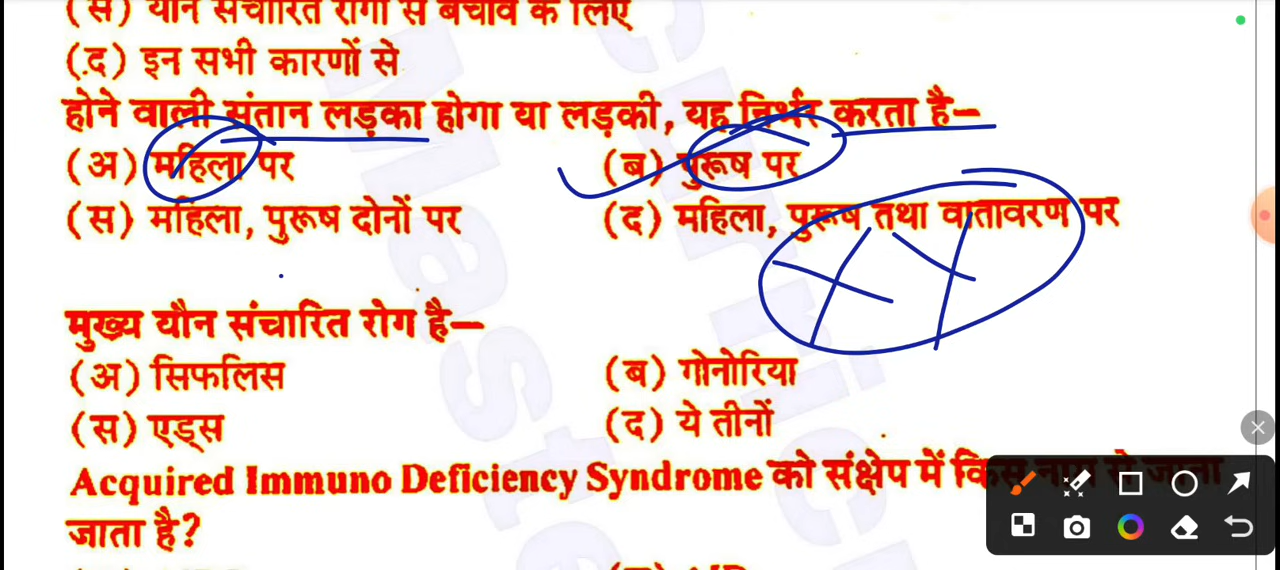 (स) यौन संचारित रोगों से बचाव के लिए
(द) इन सभी कारणों से
होने वाली संतान लड़का होगा या लड़की, यह निर्भर करता है–
(अ) महिला पर (ब) पुरूष पर
(स) महिला, पुरूष दोनों पर (द) महिला, पुरूष तथा वातावरण पर
XY
मुख्य यौन संचारित रोग है–
(अ) सिफलिस (ब) गोनोरिया
(स) एड्स (द) ये तीनों
Acquired Immuno Deficiency Syndrome को संक्षेप में किस नाम से जाता
जाता है?